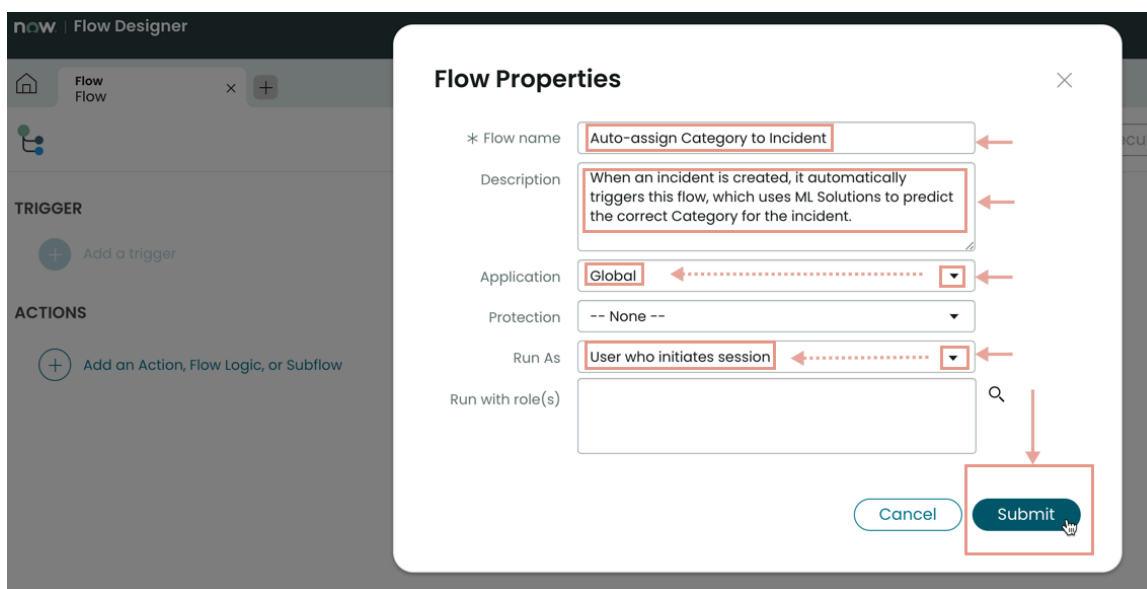 now. | Flow Designer
Flow
Flow
TRIGGER
Add a trigger
ACTIONS
Add an Action, Flow Logic, or Subflow
Flow Properties
* Flow name
Auto-assign Category to Incident
Description
When an incident is created, it automatically
triggers this flow, which uses ML Solutions to predict
the correct Category for the incident.
Application
Global
Protection
-- None --
Run As
User who initiates session
Run with role(s)
Cancel
Submit